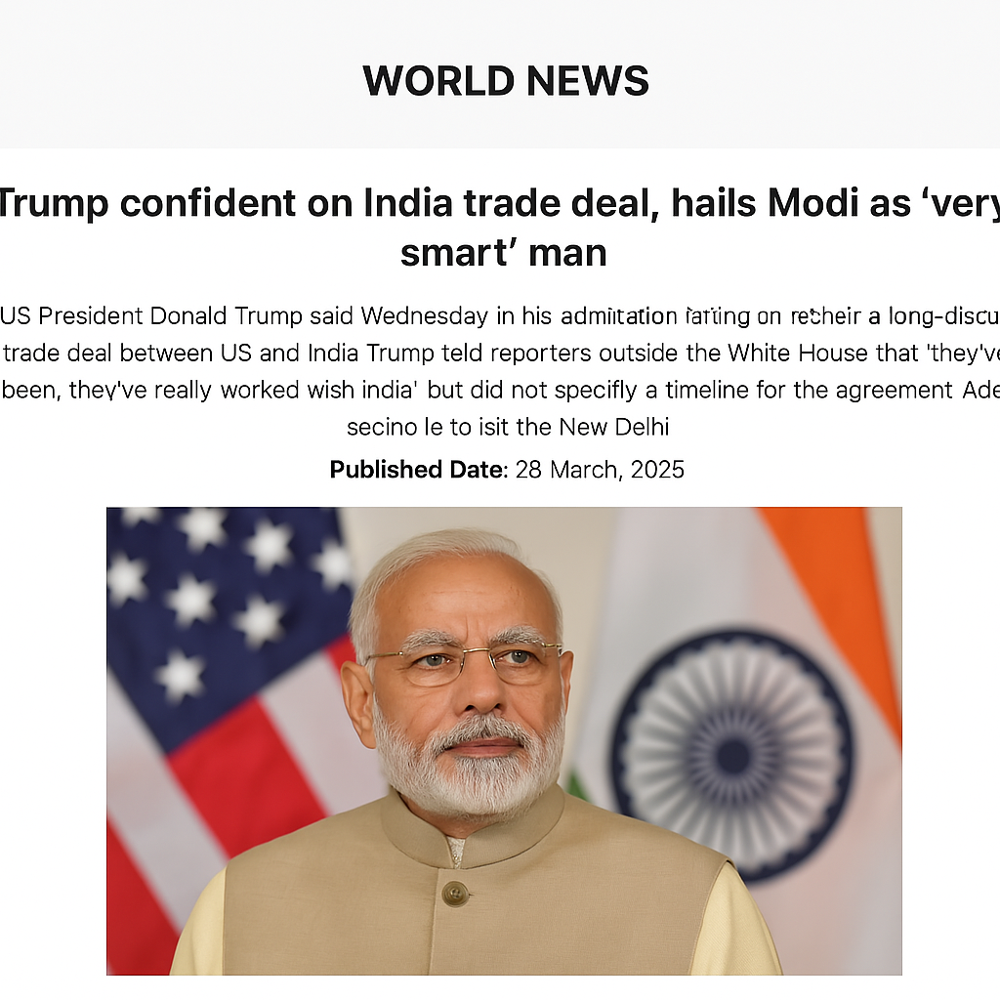 WORLD NEWS
Trump confident on India trade deal, hails Modi as ‘very
smart’ man
US President Donald Trump said Wednesday in his on a long-discu
trade deal between US and India Trump teld reporters outside the White House that 'they've
been, they've really worked wish india' but did not specifly a timeline for the agreement Ade
secino le to isit the New Delhi
Published Date: 28 March, 2025